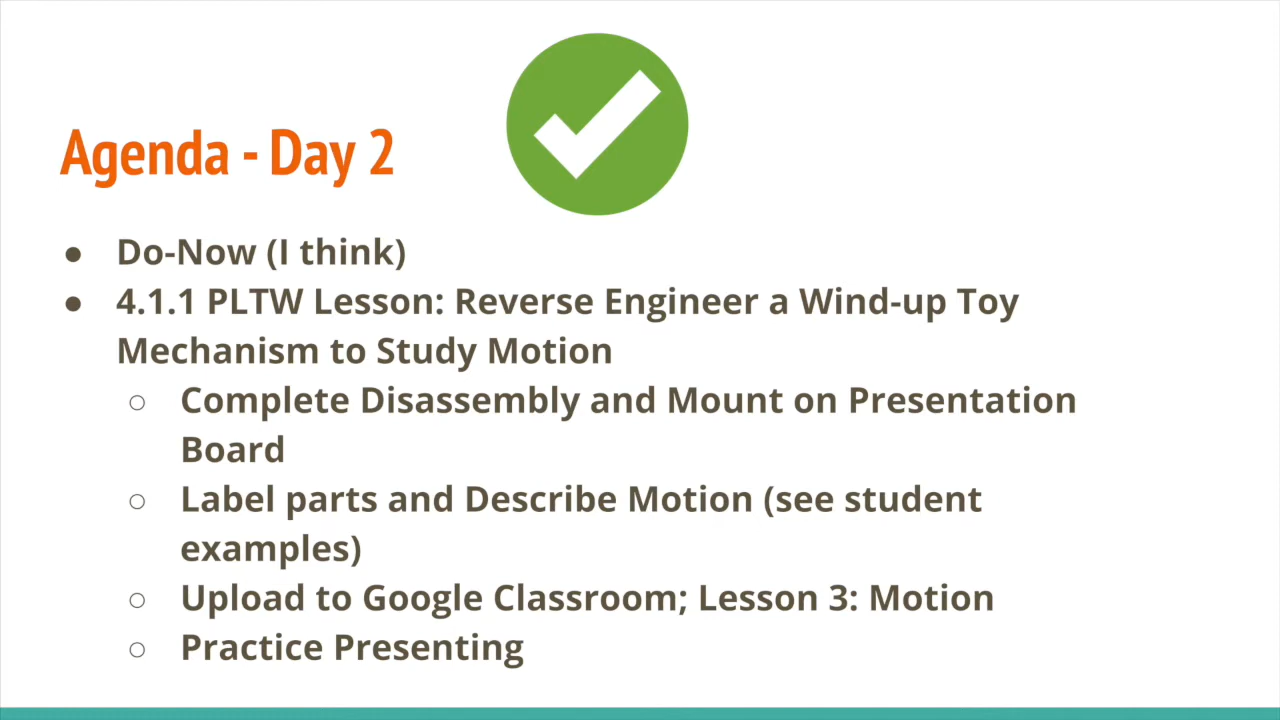 Agenda - Day 2
● Do-Now (I think)
● 4.1.1 PLTW Lesson: Reverse Engineer a Wind-up Toy
Mechanism to Study Motion
○ Complete Disassembly and Mount on Presentation
Board
○ Label parts and Describe Motion (see student
examples)
○ Upload to Google Classroom; Lesson 3: Motion
○ Practice Presenting